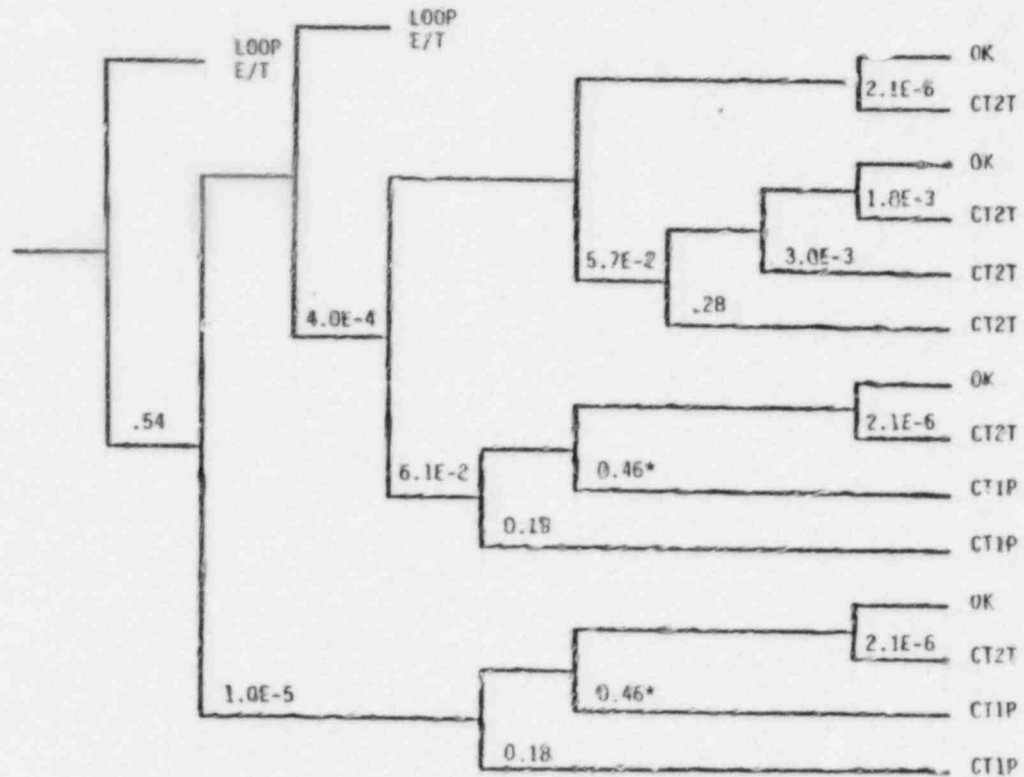 LOOP
E/T
LOOP
E/T
OK
2.1E-6
CT2T
OK
1.8E-3
CT2T
5.7E-2
3.0E-3
CT2T
.28
CT2T
4.0E-4
OK
2.1E-6
CT2T
.54
6.1E-2
0.46*
CT1P
0.18
CT1P
OK
2.1E-6
CT2T
1.0E-5
0.46*
CT1P
0.18
CT1P